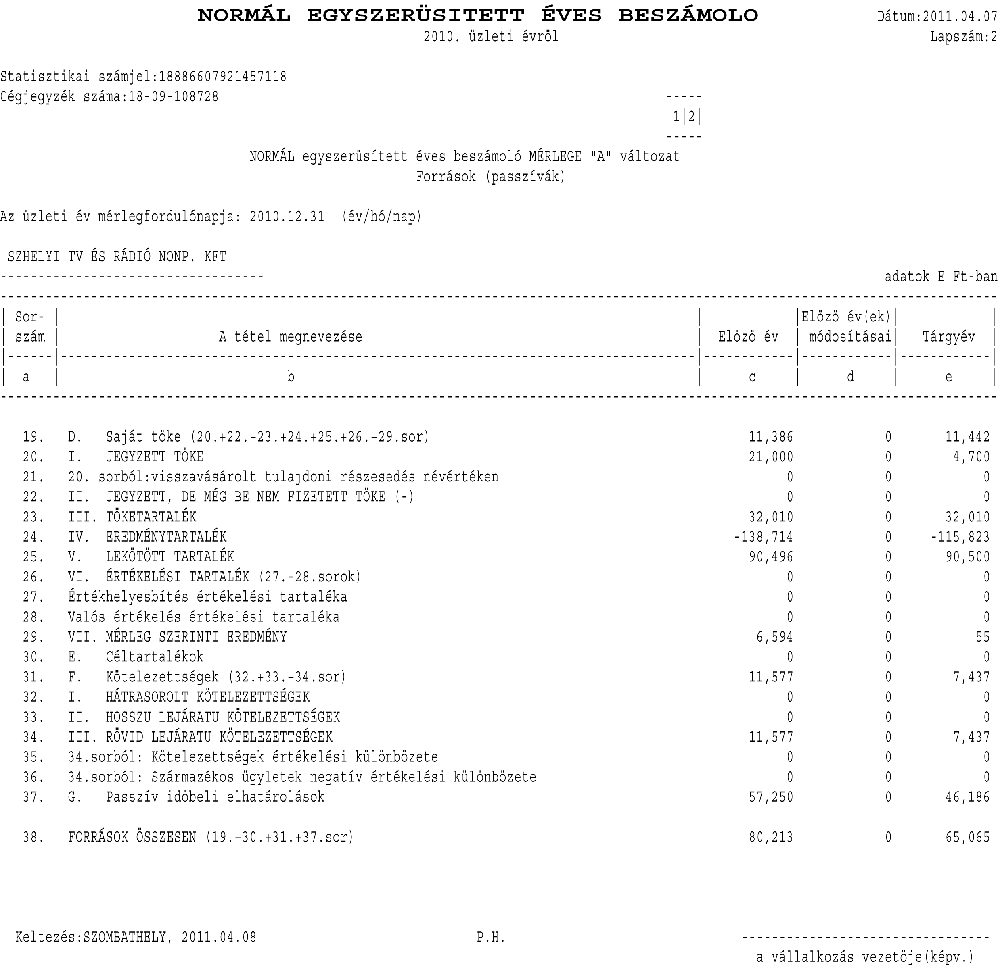 NORMÁL EGYSZERÜSITETT ÉVES BESZÁMOLO Dátum:2011.04.07
2010. üzleti évröl Lapszám:2
Statisztikai számjel:18886607921457118
Cégjegyzék száma:18-09-108728 -----
|1|2|
-----
NORMÁL egyszerüsített éves beszámoló MÉRLEGE "A" változat
Források (passzívák)
Az üzleti év mérlegfordulónapja: 2010.12.31 (év/hó/nap)
SZHELYI TV ÉS RÁDIÓ NONP. KFT
----------------------------------- adatok E Ft-ban
| Sor- | | |Elözö év(ek)| |
| szám | A tétel megnevezése | Elözö év | módosításai| Tárgyév |
| a | b | c | d | e |
19. D. Saját töke (20.+22.+23.+24.+25.+26.+29.sor) 11,386 0 11,442
20. I. JEGYZETT TÖKE 21,000 0 4,700
21. 20. sorból:visszavásárolt tulajdoni részesedés névértéken 0 0 0
22. II. JEGYZETT, DE MÉG BE NEM FIZETETT TÖKE (-) 0 0 0
23. III. TÖKETARTALÉK 32,010 0 32,010
24. IV. EREDMÉNYTARTALÉK -138,714 0 -115,823
25. V. LEKÖTÖTT TARTALÉK 90,496 0 90,500
26. VI. ÉRTÉKELÉSI TARTALÉK (27.-28.sorok) 0 0 0
27. Értékhelyesbítés értékelési tartaléka 0 0 0
28. Valós értékelés értékelési tartaléka 0 0 0
29. VII. MÉRLEG SZERINTI EREDMÉNY 6,594 0 55
30. E. Céltartalékok 0 0 0
31. F. Kötelezettségek (32.+33.+34.sor) 11,577 0 7,437
32. I. HÁTRASOROLT KÖTELEZETTSÉGEK 0 0 0
33. II. HOSSZU LEJÁRATU KÖTELEZETTSÉGEK 0 0 0
34. III. RÖVID LEJÁRATU KÖTELEZETTSÉGEK 11,577 0 7,437
35. 34.sorból: Kötelezettségek értékelési különbözete 0 0 0
36. 34.sorból: Származékos ügyletek negatív értékelési különbözete 0 0 0
37. G. Passzív idöbeli elhatárolások 57,250 0 46,186
38. FORRÁSOK ÖSSZESEN (19.+30.+31.+37.sor) 80,213 0 65,065
Keltezés:SZOMBATHELY, 2011.04.08 P.H. ---------------------------------
a vállalkozás vezetöje(képv.)